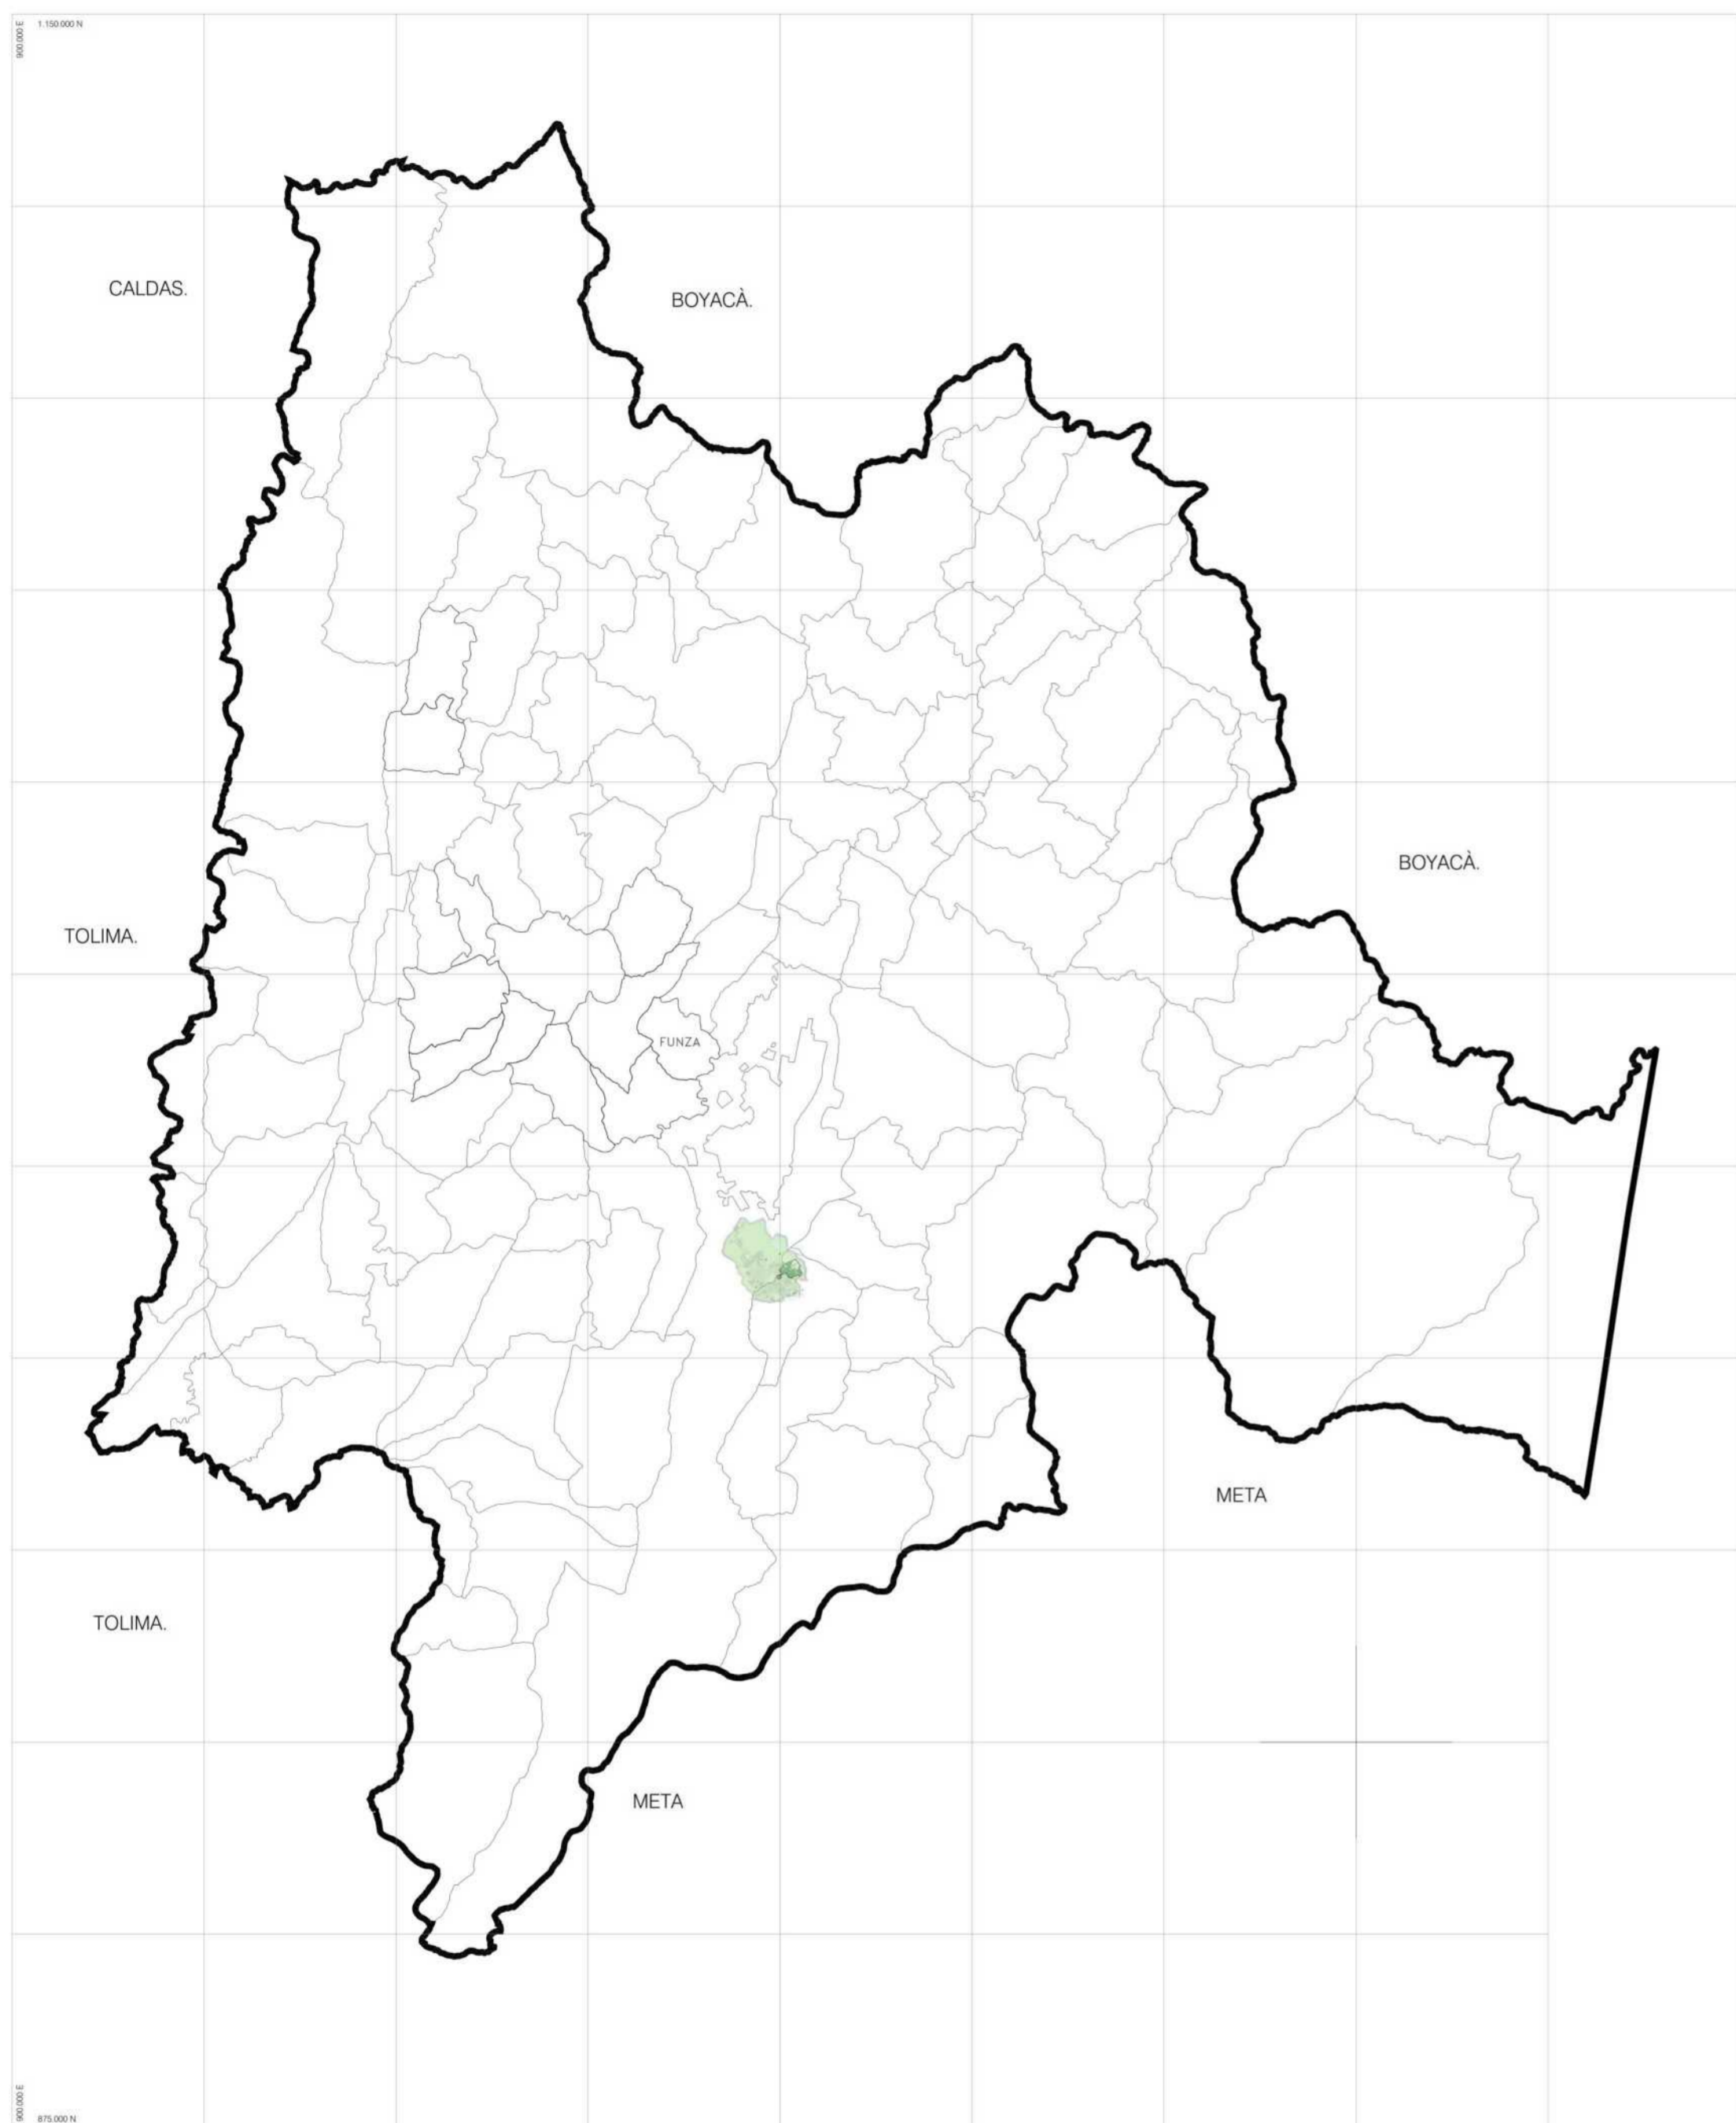 1.150.000 N
900.000 E
CALDAS.
BOYACÀ.
BOYACÀ.
TOLIMA.
FUNZA
META
TOLIMA.
META
900.000 E
875.000 N